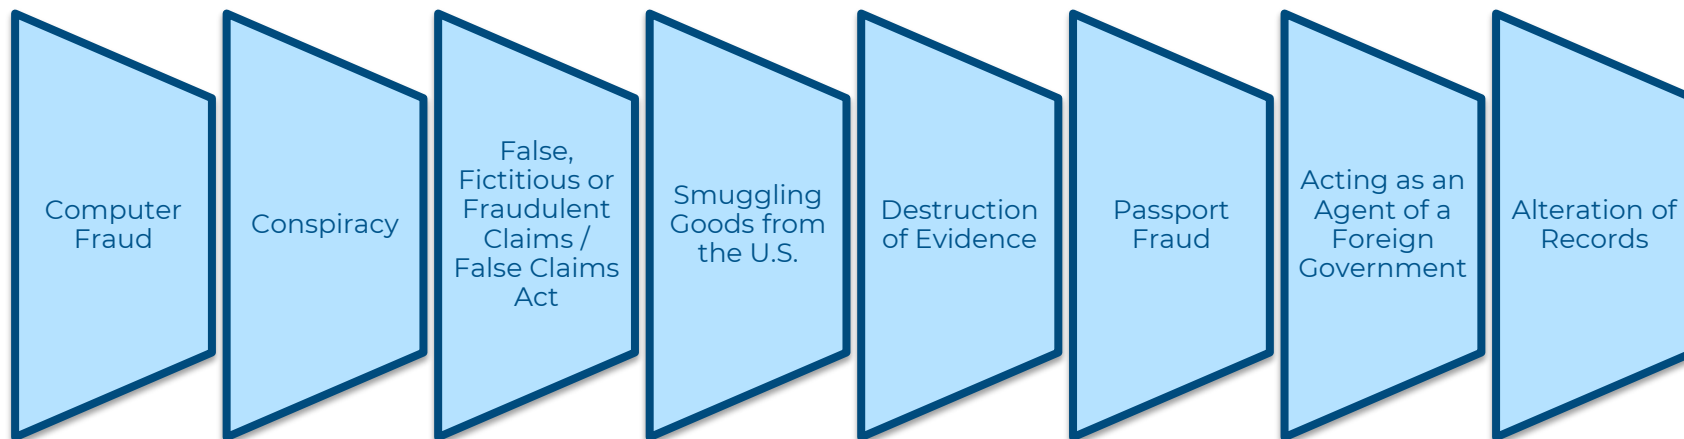 Computer
Fraud
Conspiracy
False,
Fictitious or
Fraudulent
Claims /
False Claims
Act
Smuggling
Goods from
the U.S.
Destruction
of Evidence
Passport
Fraud
Acting as an
Agent of a
Foreign
Government
Alteration of
Records